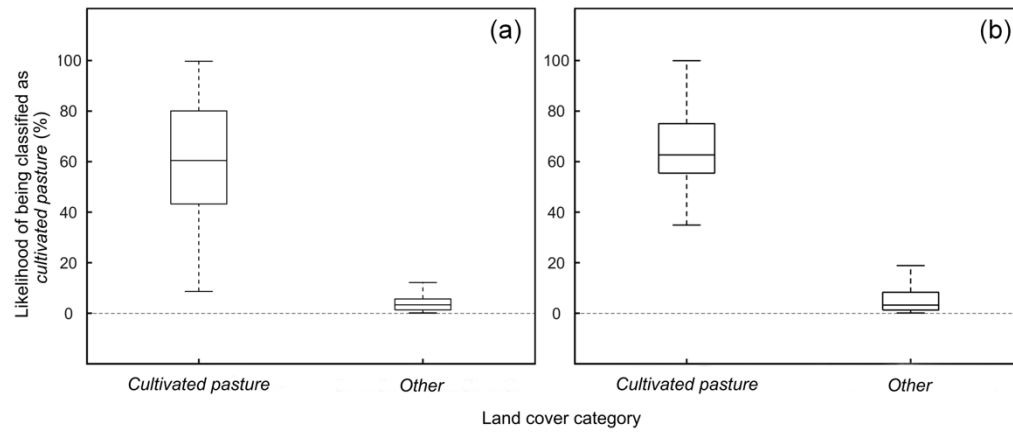 (a)
(b)
Likelihood of being classified as
cultivated pasture (%)
100
80
60
40
20
0
100
80
60
40
20
0
Cultivated pasture
Other
Cultivated pasture
Other
Land cover category